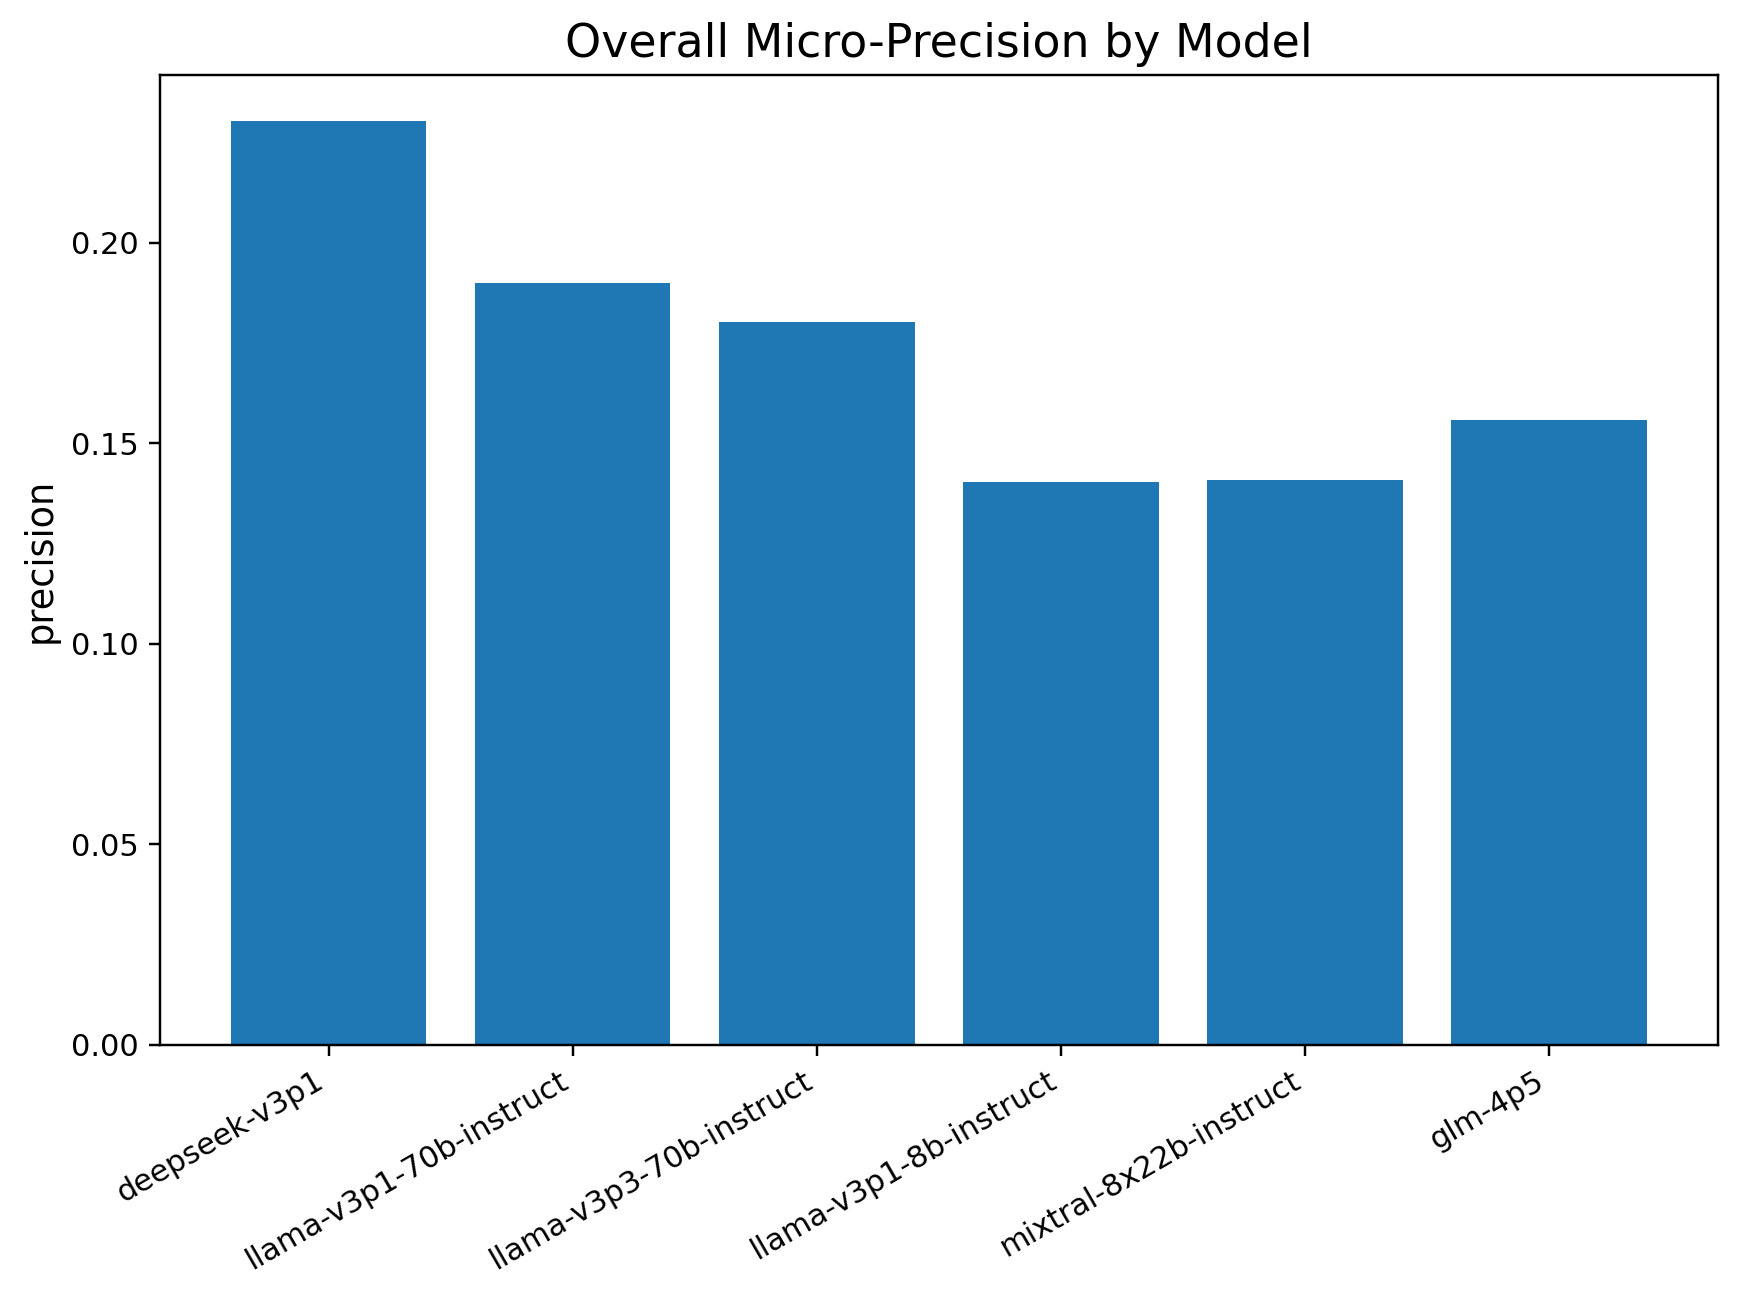 Overall Micro-Precision by Model
precision
0.20
0.15
0.10
0.05
0.00
deepseek-v3p1
llama-v3p1-70b-instruct
llama-v3p3-70b-instruct
llama-v3p1-8b-instruct
mixtral-8x22b-instruct
glm-4p5